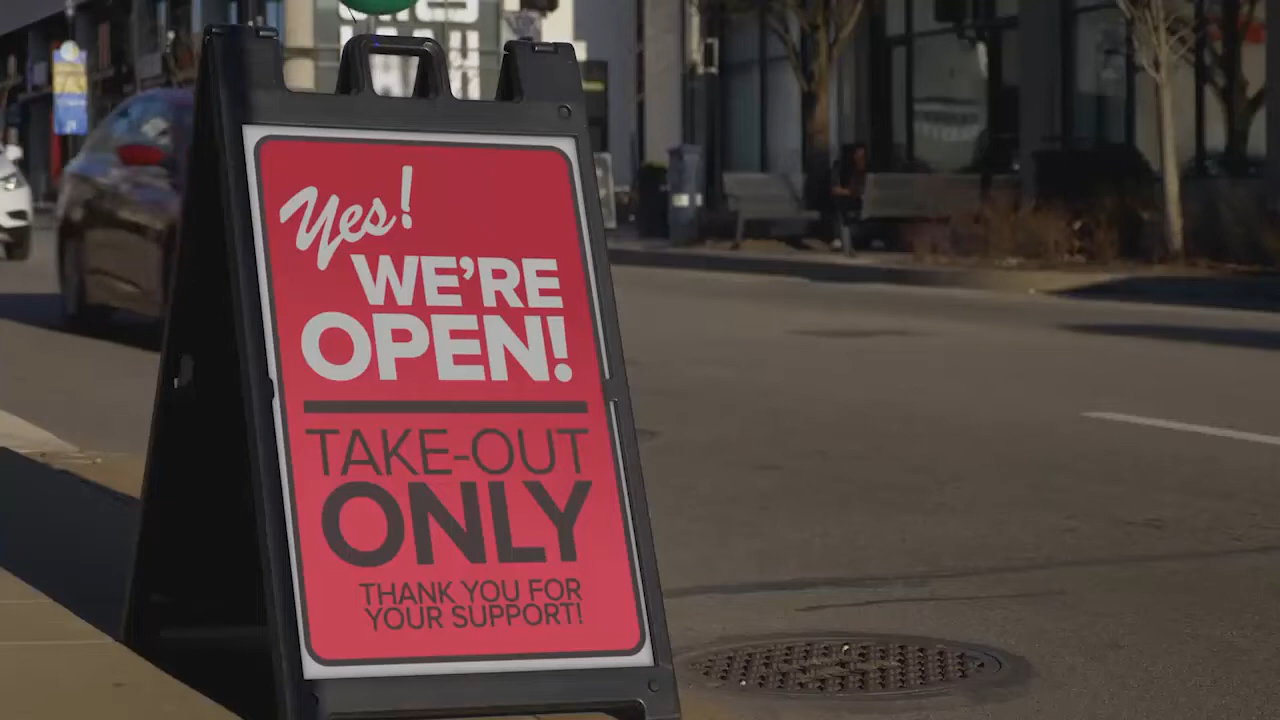 Yes!
WE'RE
OPEN!
TAKE-OUT
ONLY
THANK YOU FOR
YOUR SUPPORT!